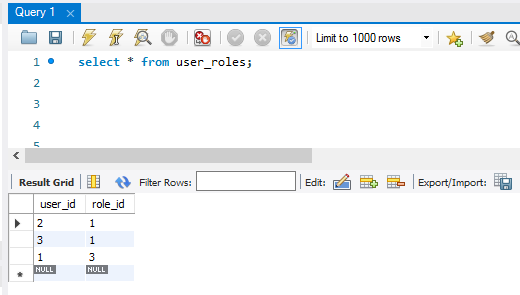 Query 1
Limit to 1000 rows
1 select * from user_roles;
2
3
4
5
Result Grid Filter Rows: Edit: Export/Import:
user_id role_id
2 1
3 1
1 3
NULL NULL